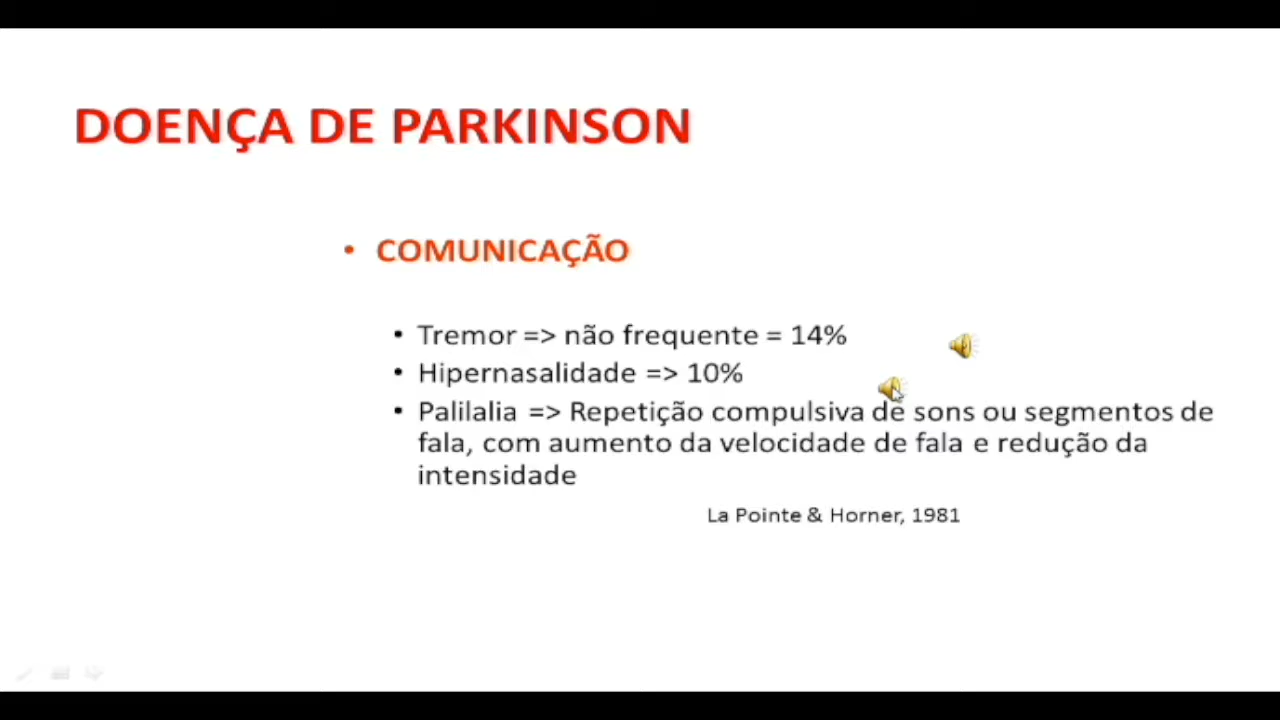 DOENÇA DE PARKINSON
• COMUNICAÇÃO
• Tremor => não frequente = 14%
• Hipernasalidade => 10%
• Palilalia => Repetição compulsiva de sons ou segmentos de
fala, com aumento da velocidade de fala e redução da
intensidade
La Pointe & Horner, 1981